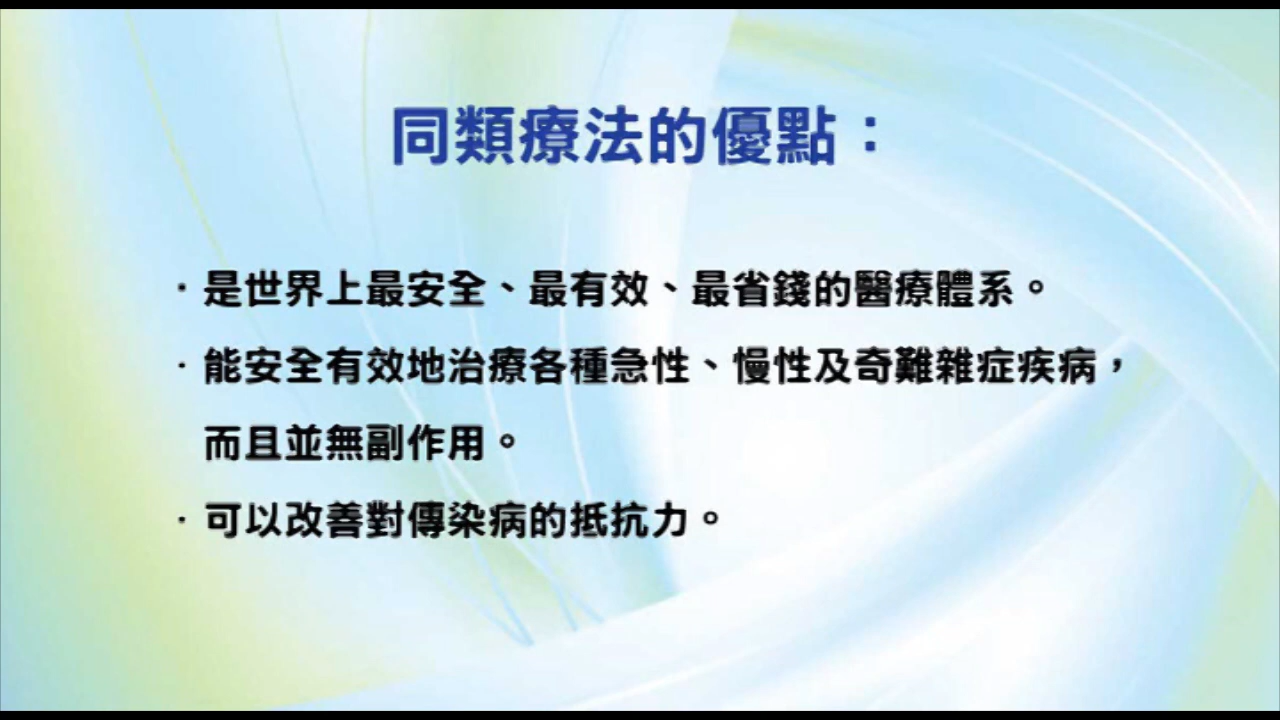 同類療法的優點：
·是世界上最安全、最有效、最省錢的醫療體系。
·能安全有效地治療各種急性、慢性及奇難雜症疾病，
而且並無副作用。
·可以改善對傳染病的抵抗力。